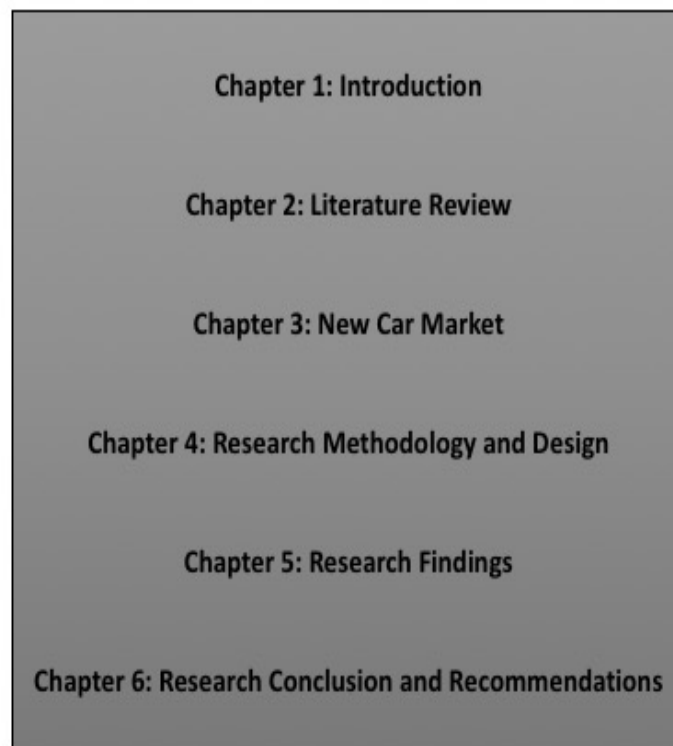 Chapter 1: Introduction
Chapter 2: Literature Review
Chapter 3: New Car Market
Chapter 4: Research Methodology and Design
Chapter 5: Research Findings
Chapter 6: Research Conclusion and Recommendations